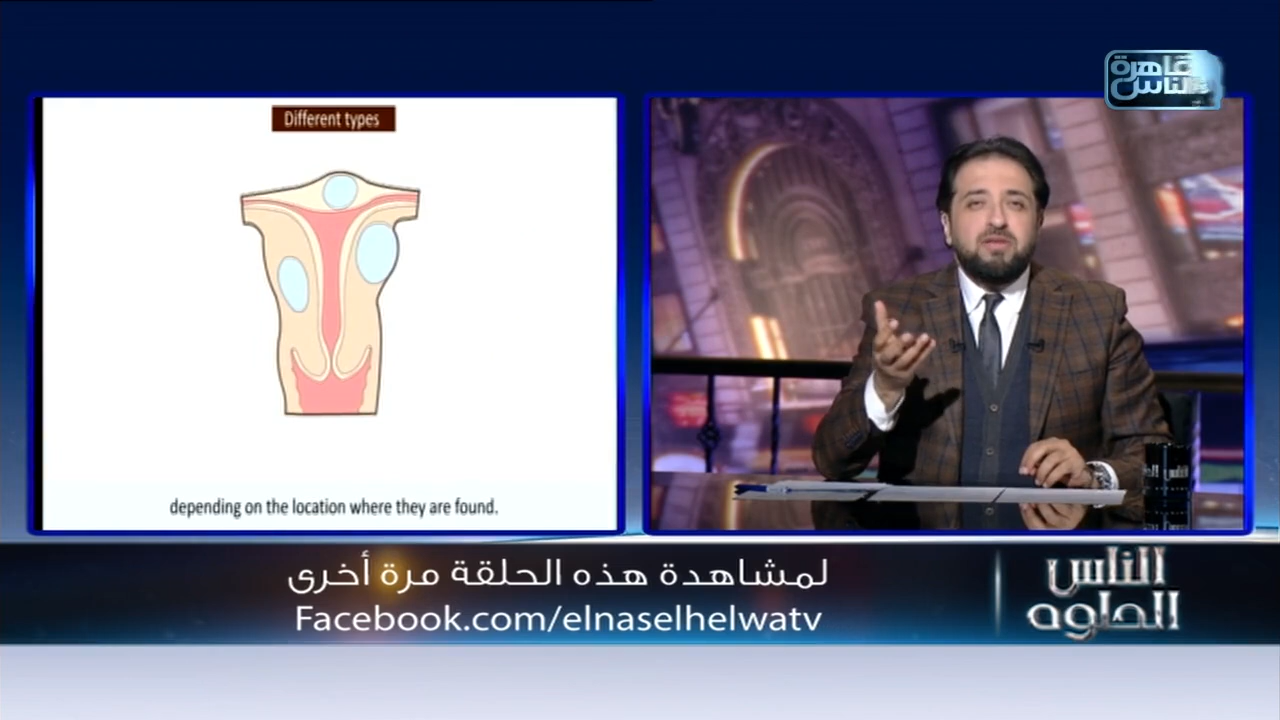 القاهرة
والناس
Different types
depending on the location where they are found.
لمشاهدة هذه الحلقة مرة أخرى
Facebook.com/elnaselhelwatv
الناس
الحلوه